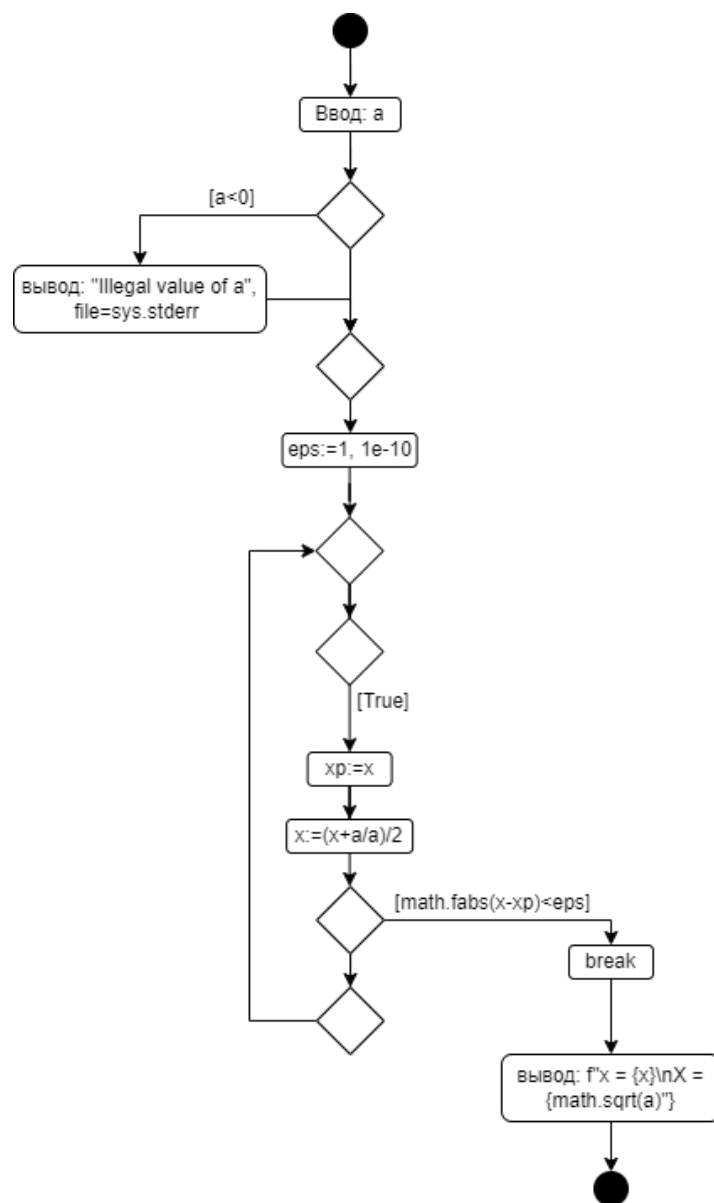 Ввод: a
[a<0]
вывод: "Illegal value of a",
file=sys.stderr
eps:=1, 1e-10
[True]
xp:=x
x:=(x+a/a)/2
[math.fabs(x-xp)<eps]
break
вывод: f"x = {x}\nX =
{math.sqrt(a)"}